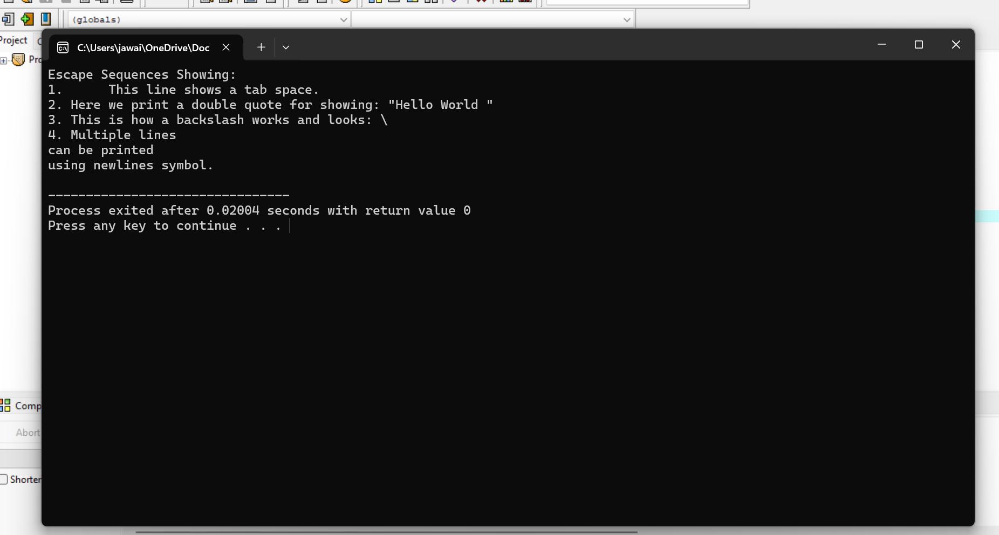 (globals)
Project
C:\Users\jawai\OneDrive\Doc
Escape Sequences Showing:
1.      This line shows a tab space.
2. Here we print a double quote for showing: "Hello World "
3. This is how a backslash works and looks: \
4. Multiple lines
can be printed
using newlines symbol.
--------------------------------
Process exited after 0.02004 seconds with return value 0
Press any key to continue . . .
Comp
Abort
Shorten